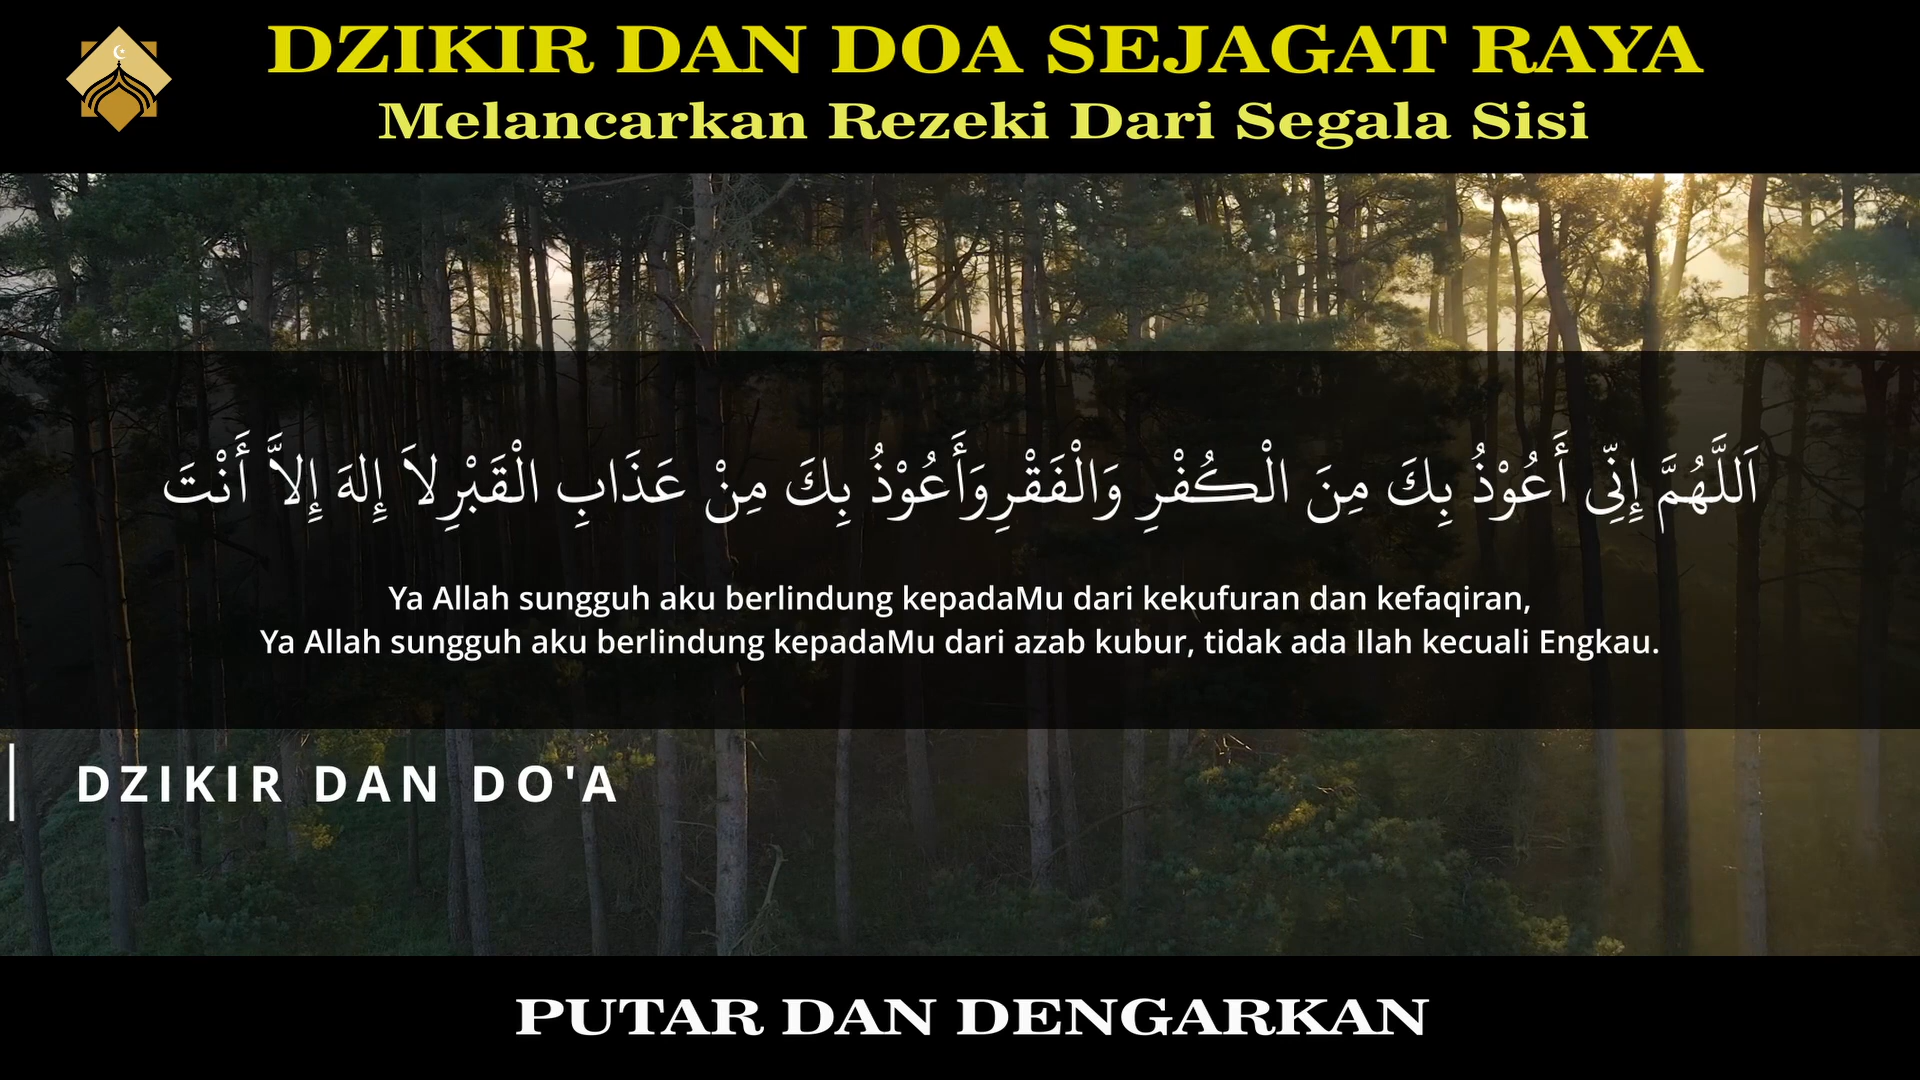 DZIKIR DAN DOA SEJAGAT RAYA
Melancarkan Rezeki Dari Segala Sisi
اَللَّهُمَّ إِنِّى أَعُوْذُ بِكَ مِنَ الْكُفْرِ وَالْفَقْرِوَأَعُوْذُ بِكَ مِنْ عَذَابِ الْقَبْرِلاَ إِلهَ إِلاَّ أَنْتَ
Ya Allah sungguh aku berlindung kepadaMu dari kekufuran dan kefaqiran,
Ya Allah sungguh aku berlindung kepadaMu dari azab kubur, tidak ada Ilah kecuali Engkau.
DZIKIR DAN DO'A
PUTAR DAN DENGARKAN